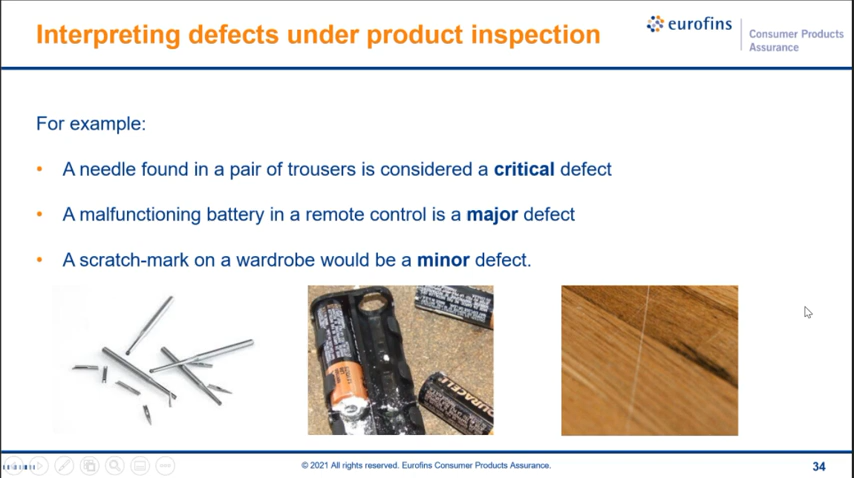 Interpreting defects under product inspection
eurofins
Consumer Products
Assurance
For example:
• A needle found in a pair of trousers is considered a critical defect
• A malfunctioning battery in a remote control is a major defect
• A scratch-mark on a wardrobe would be a minor defect.
DURACELL
© 2021 All rights reserved. Eurofins Consumer Products Assurance.
34